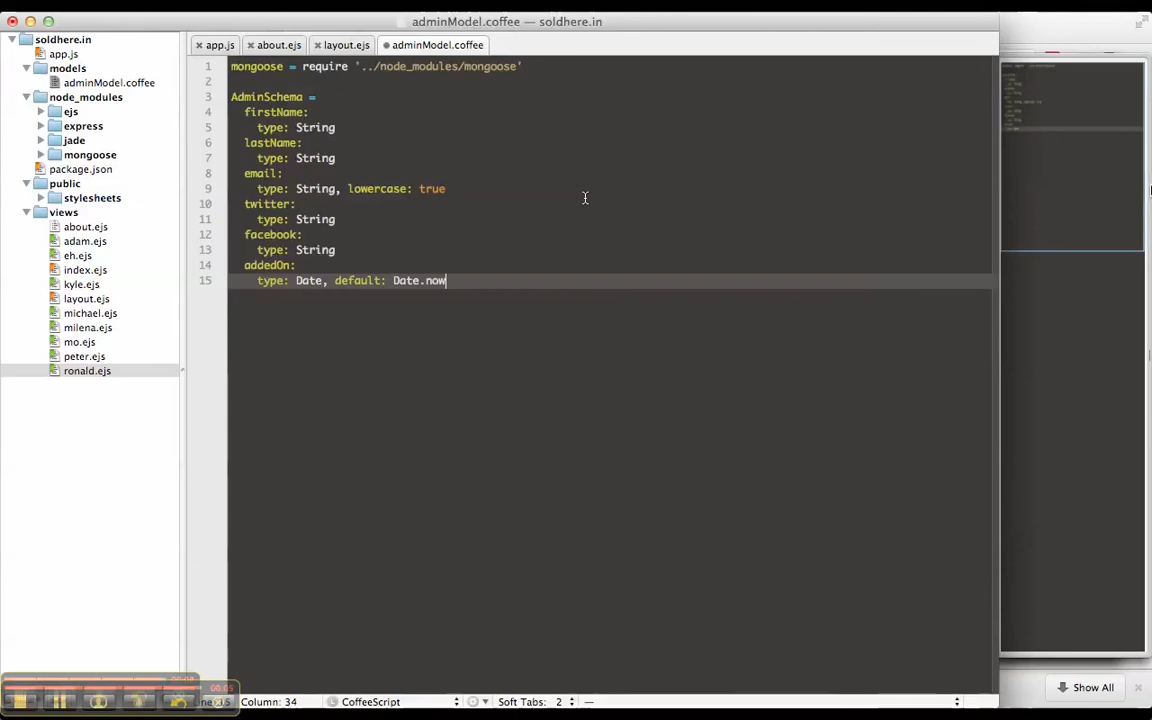 adminModel.coffee — soldhere.in
soldhere.in
app.js
models
adminModel.coffee
node_modules
ejs
express
jade
mongoose
package.json
public
stylesheets
views
about.ejs
adam.ejs
eh.ejs
index.ejs
kyle.ejs
layout.ejs
michael.ejs
milena.ejs
mo.ejs
peter.ejs
ronald.ejs
app.js about.ejs layout.ejs adminModel.coffee
1 mongoose = require '../node_modules/mongoose'
2
3 AdminSchema =
4 firstName:
5 type: String
6 lastName:
7 type: String
8 email:
9 type: String, lowercase: true
10 twitter:
11 type: String
12 facebook:
13 type: String
14 addedOn:
15 type: Date, default: Date.now
00:05
Column: 34 CoffeeScript Soft Tabs: 2 —
Show All